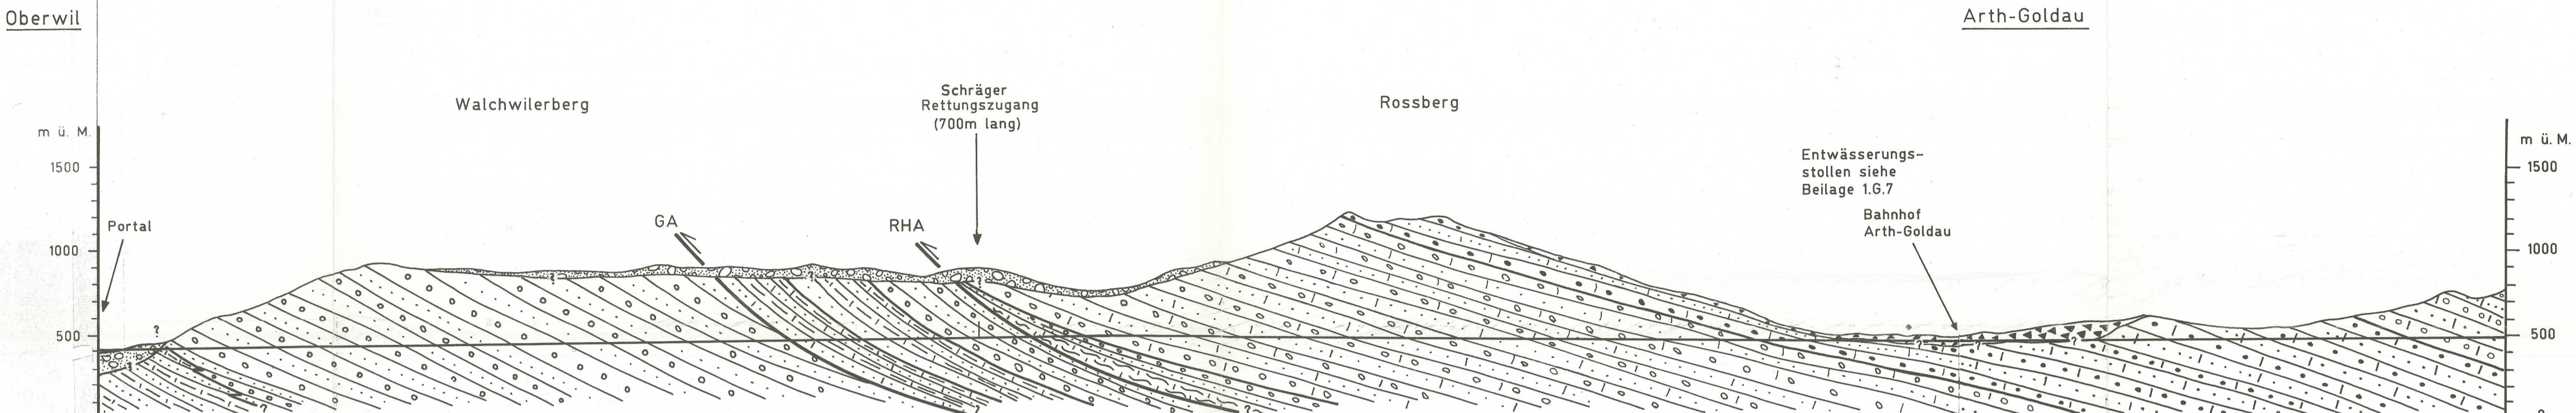 Oberwil
Arth-Goldau
Walchwilerberg
Schräger
Rettungszugang
(700m lang)
Rossberg
m ü. M.
1500
1000
500
Portal
GA
RHA
Entwässerungs-
stollen siehe
Beilage 1.G.7
Bahnhof
Arth-Goldau
m ü. M.
1500
1000
500
?
?
?
?
?
?
?
?
?
?
?